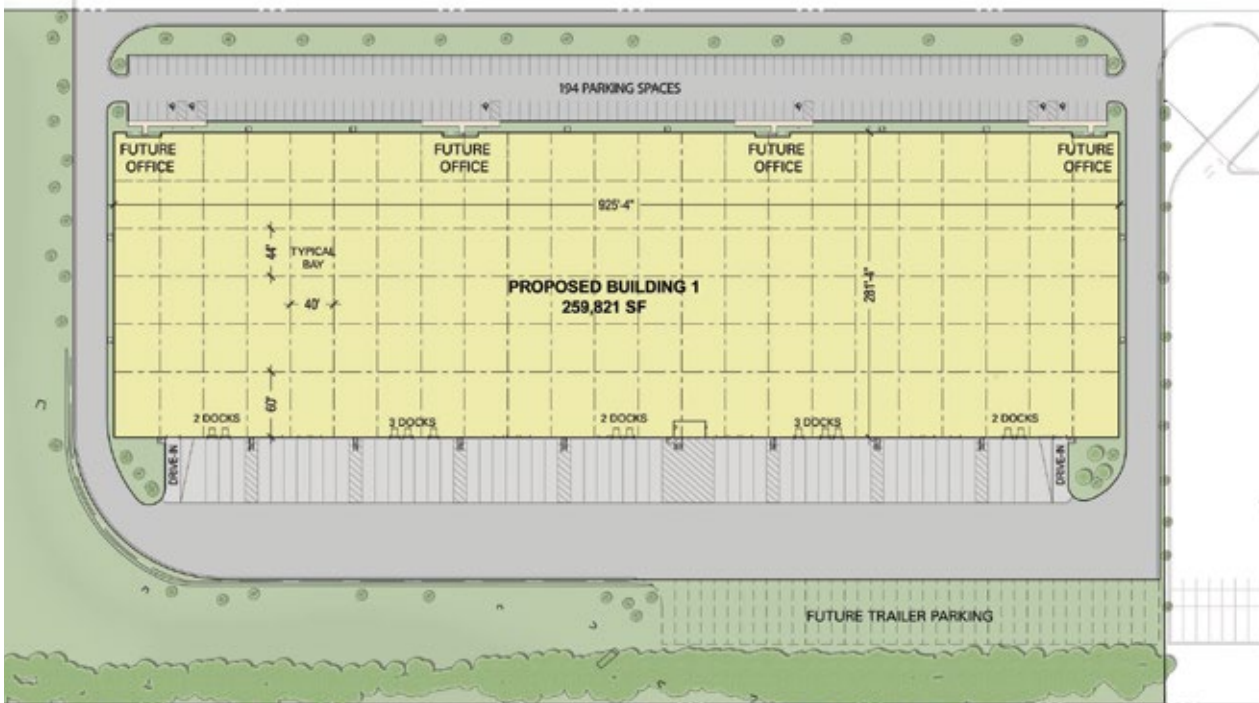 194 PARKING SPACES
FUTURE
OFFICE
FUTURE
OFFICE
FUTURE
OFFICE
FUTURE
OFFICE
925'-4"
44'
TYPICAL
BAY
40'
PROPOSED BUILDING 1
259,821 SF
281'-4"
60'
2 DOCKS
3 DOCKS
2 DOCKS
3 DOCKS
2 DOCKS
DRIVE-IN
DRIVE-IN
FUTURE TRAILER PARKING